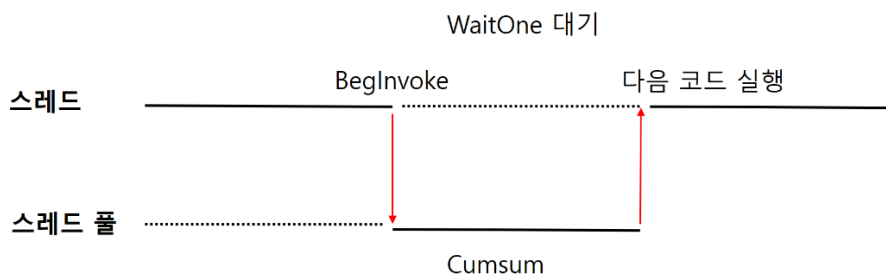 WaitOne 대기
BegInvoke
다음 코드 실행
스레드
스레드 풀
Cumsum